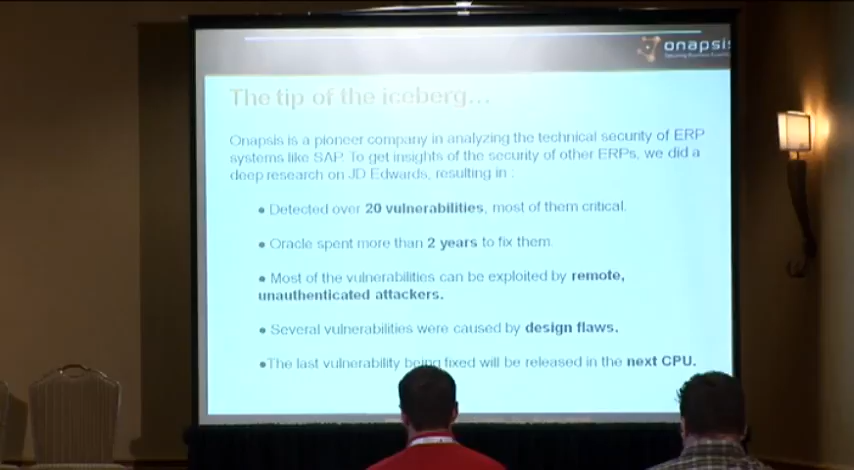 onapsis
The tip of the iceberg...
Onapsis is a pioneer company in analyzing the technical security of ERP
systems like SAP. To get insights of the security of other ERPs, we did a
deep research on JD Edwards, resulting in :
● Detected over 20 vulnerabilities, most of them critical.
● Oracle spent more than 2 years to fix them.
● Most of the vulnerabilities can be exploited by remote,
unauthenticated attackers.
● Several vulnerabilities were caused by design flaws.
●The last vulnerability being fixed will be released in the next CPU.